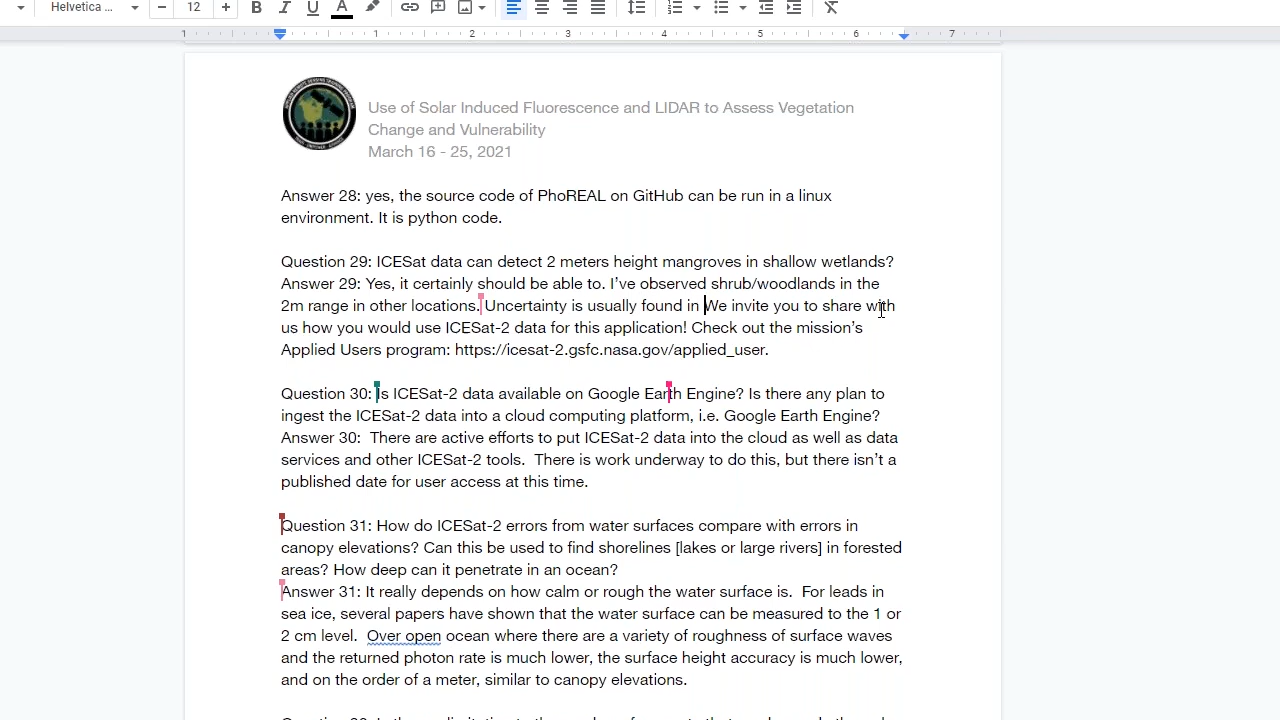 Helvetica ...
12
B I U A
1 1 2 3 4 5 6 7
Use of Solar Induced Fluorescence and LIDAR to Assess Vegetation
Change and Vulnerability
March 16 - 25, 2021
Answer 28: yes, the source code of PhoREAL on GitHub can be run in a linux
environment. It is python code.
Question 29: ICESat data can detect 2 meters height mangroves in shallow wetlands?
Answer 29: Yes, it certainly should be able to. I've observed shrub/woodlands in the
2m range in other locations. Uncertainty is usually found in We invite you to share with
us how you would use ICESat-2 data for this application! Check out the mission's
Applied Users program: https://icesat-2.gsfc.nasa.gov/applied_user.
Question 30: Is ICESat-2 data available on Google Earth Engine? Is there any plan to
ingest the ICESat-2 data into a cloud computing platform, i.e. Google Earth Engine?
Answer 30:  There are active efforts to put ICESat-2 data into the cloud as well as data
services and other ICESat-2 tools.  There is work underway to do this, but there isn't a
published date for user access at this time.
Question 31: How do ICESat-2 errors from water surfaces compare with errors in
canopy elevations? Can this be used to find shorelines [lakes or large rivers] in forested
areas? How deep can it penetrate in an ocean?
Answer 31: It really depends on how calm or rough the water surface is.  For leads in
sea ice, several papers have shown that the water surface can be measured to the 1 or
2 cm level.  Over open ocean where there are a variety of roughness of surface waves
and the returned photon rate is much lower, the surface height accuracy is much lower,
and on the order of a meter, similar to canopy elevations.